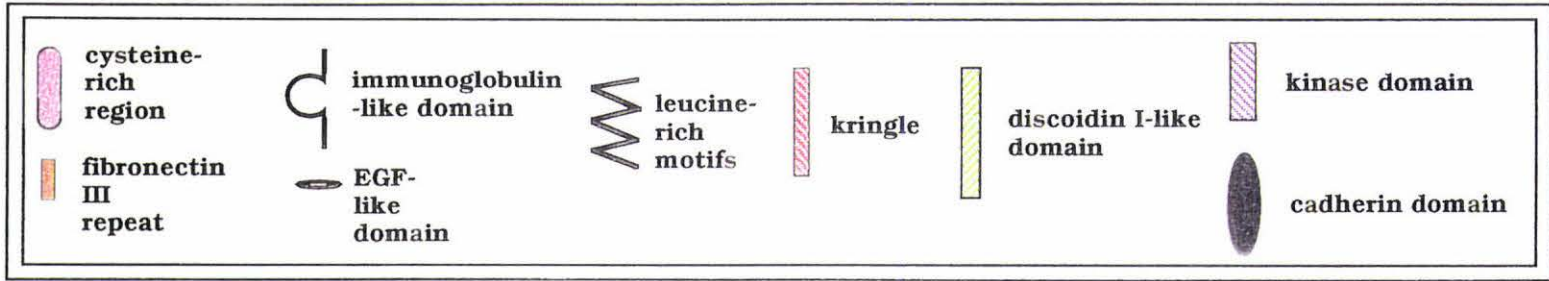 cysteine-
rich
region
fibronectin
III
repeat
immunoglobulin
-like domain
EGF-
like
domain
leucine-
rich
motifs
kringle
discoidin I-like
domain
kinase domain
cadherin domain